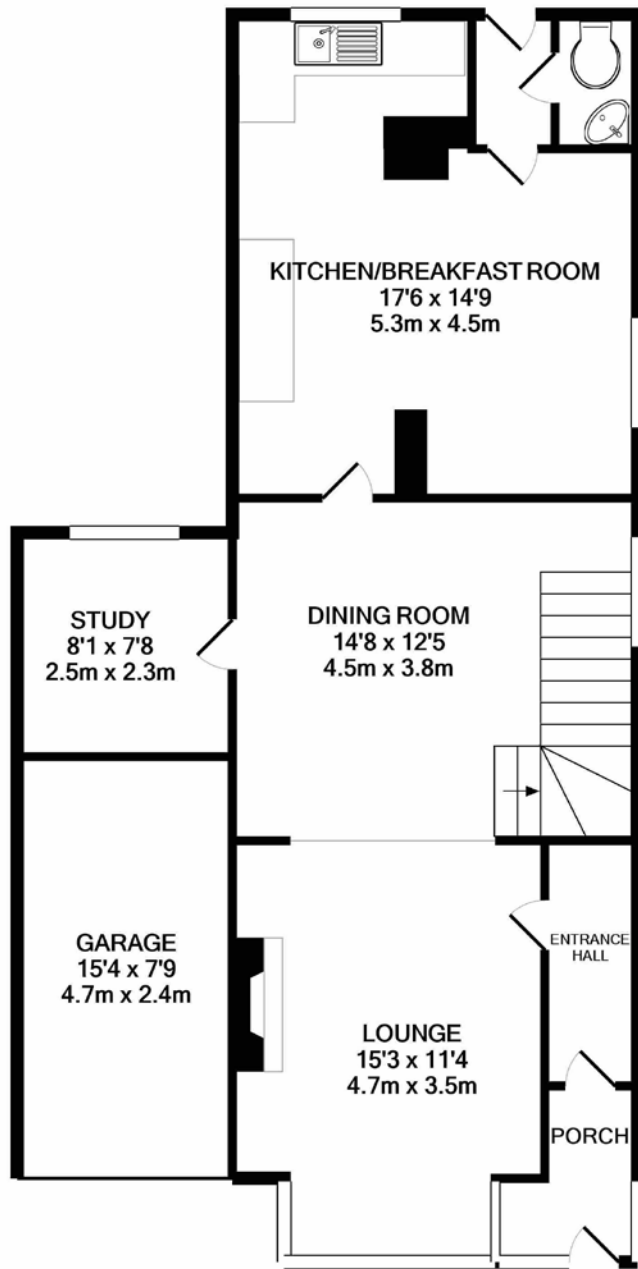 KITCHEN/BREAKFAST ROOM
17'6 x 14'9
5.3m x 4.5m
STUDY
8'1 x 7'8
2.5m x 2.3m
DINING ROOM
14'8 x 12'5
4.5m x 3.8m
GARAGE
15'4 x 7'9
4.7m x 2.4m
ENTRANCE
HALL
LOUNGE
15'3 x 11'4
4.7m x 3.5m
PORCH